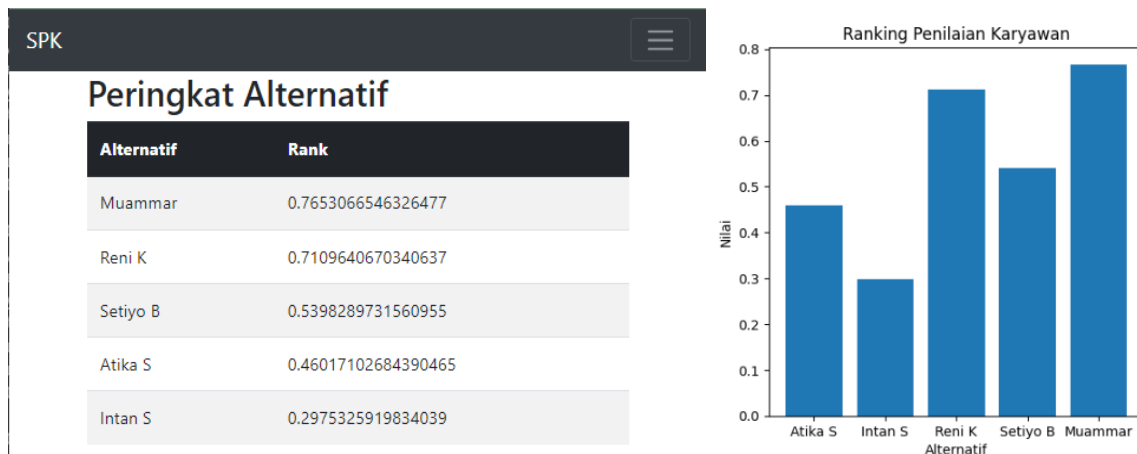 SPK
Peringkat Alternatif
Alternatif Rank
Muammar 0.7653066546326477
Reni K 0.7109640670340637
Setiyo B 0.5398289731560955
Atika S 0.46017102684390465
Intan S 0.2975325919834039
Ranking Penilaian Karyawan
Nilai
0.8
0.7
0.6
0.5
0.4
0.3
0.2
0.1
0.0
Atika S Intan S Reni K Setiyo B Muammar
Alternatif